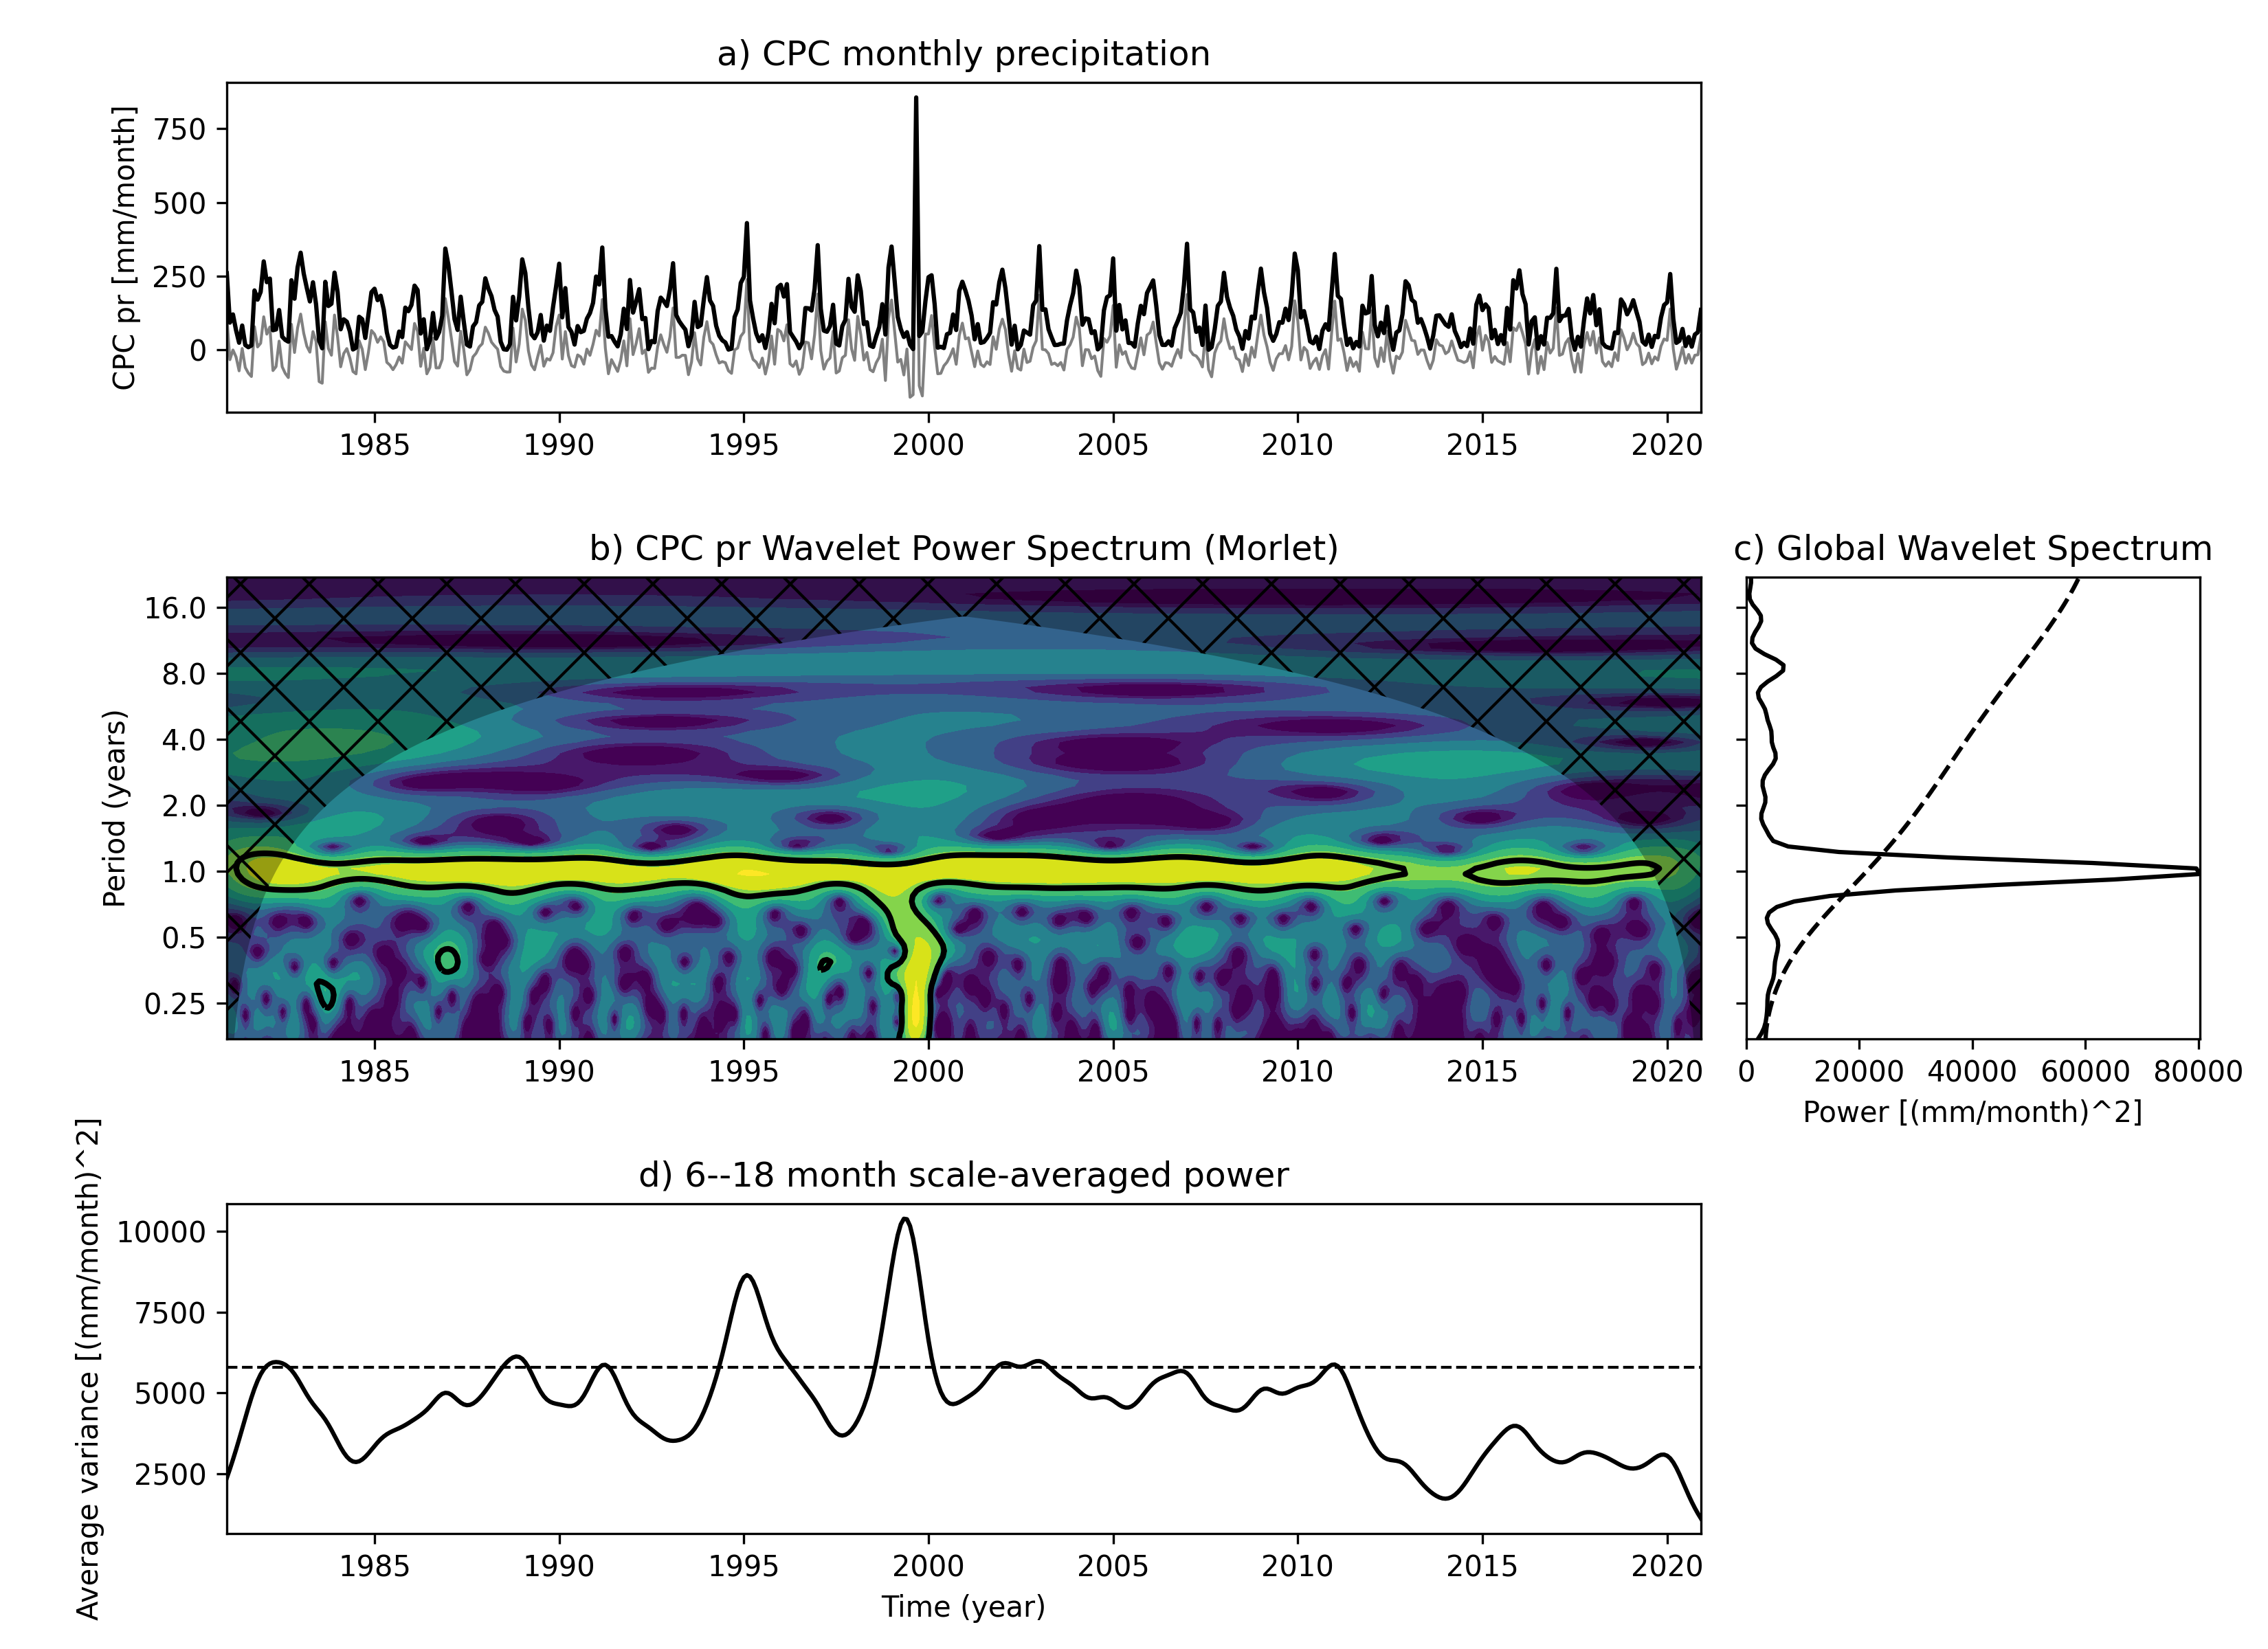 a) CPC monthly precipitation
CPC pr [mm/month]
750
500
250
0
1985 1990 1995 2000 2005 2010 2015 2020
b) CPC pr Wavelet Power Spectrum (Morlet)
Period (years)
16.0
8.0
4.0
2.0
1.0
0.5
0.25
1985 1990 1995 2000 2005 2010 2015 2020
c) Global Wavelet Spectrum
0 20000 40000 60000 80000
Power [(mm/month)^2]
d) 6--18 month scale-averaged power
Average variance [(mm/month)^2]
10000
7500
5000
2500
1985 1990 1995 2000 2005 2010 2015 2020
Time (year)